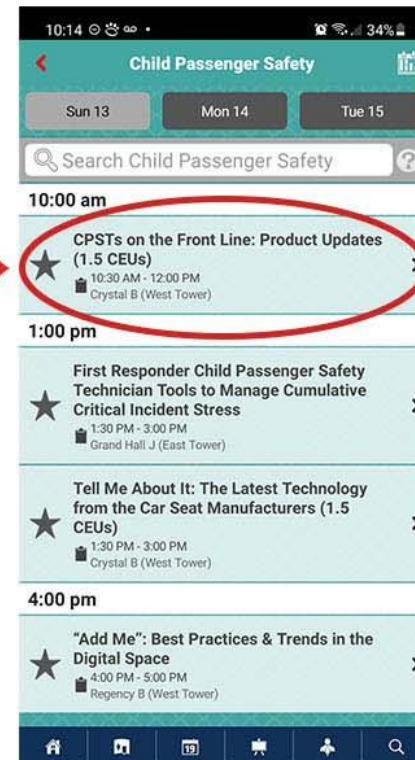 10:14
34%
Child Passenger Safety
Sun 13
Mon 14
Tue 15
Search Child Passenger Safety
?
10:00 am
CPSTs on the Front Line: Product Updates
(1.5 CEUs)
10:30 AM - 12:00 PM
Crystal B (West Tower)
1:00 pm
First Responder Child Passenger Safety
Technician Tools to Manage Cumulative
Critical Incident Stress
1:30 PM - 3:00 PM
Grand Hall J (East Tower)
Tell Me About It: The Latest Technology
from the Car Seat Manufacturers (1.5
CEUs)
1:30 PM - 3:00 PM
Crystal B (West Tower)
4:00 pm
"Add Me": Best Practices & Trends in the
Digital Space
4:00 PM - 5:00 PM
Regency B (West Tower)
19